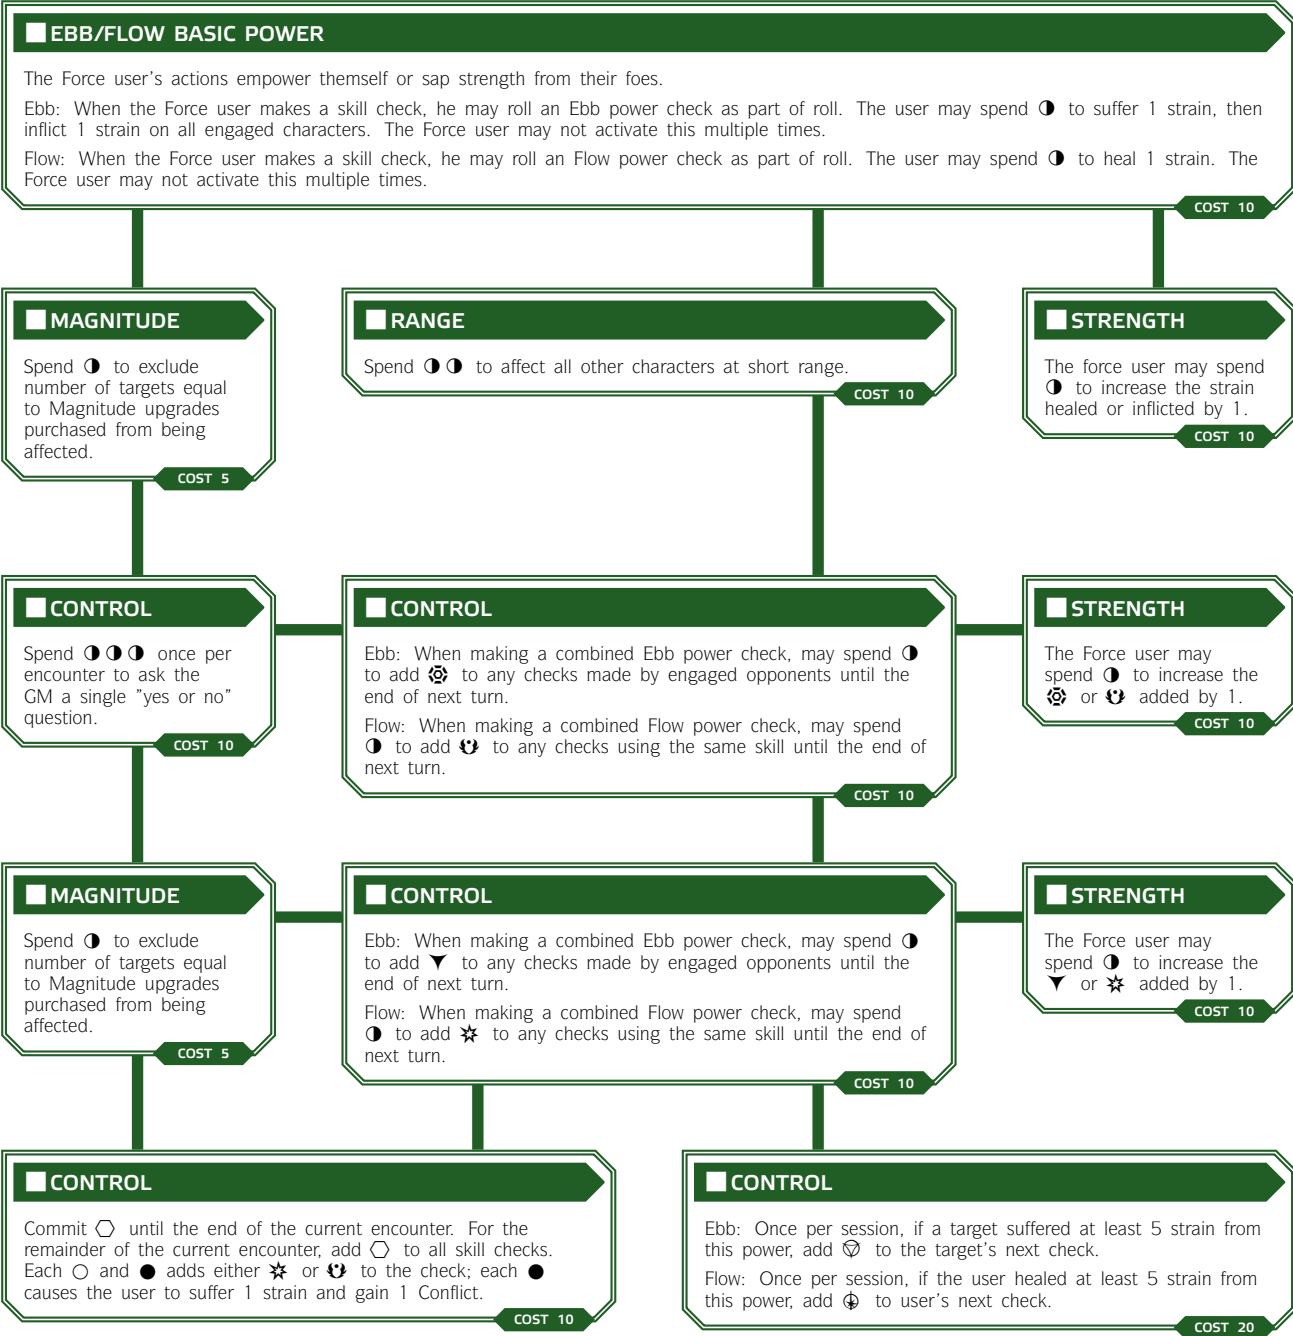 EBB/FLOW BASIC POWER
The Force user's actions empower themself or sap strength from their foes.
Ebb: When the Force user makes a skill check, he may roll an Ebb power check as part of roll. The user may spend ◑ to suffer 1 strain, then
inflict 1 strain on all engaged characters. The Force user may not activate this multiple times.
Flow: When the Force user makes a skill check, he may roll an Flow power check as part of roll. The user may spend ◑ to heal 1 strain. The
Force user may not activate this multiple times.
COST 10
MAGNITUDE
Spend ◑ to exclude
number of targets equal
to Magnitude upgrades
purchased from being
affected.
COST 5
RANGE
Spend ◑◑ to affect all other characters at short range.
COST 10
STRENGTH
The force user may spend
◑ to increase the strain
healed or inflicted by 1.
COST 10
CONTROL
Spend ◑◑◑ once per
encounter to ask the
GM a single "yes or no"
question.
COST 10
CONTROL
Ebb: When making a combined Ebb power check, may spend ◑
to add to any checks made by engaged opponents until the
end of next turn.
Flow: When making a combined Flow power check, may spend
◑ to add to any checks using the same skill until the end of
next turn.
COST 10
STRENGTH
The Force user may
spend ◑ to increase the
or added by 1.
COST 10
MAGNITUDE
Spend ◑ to exclude
number of targets equal
to Magnitude upgrades
purchased from being
affected.
COST 5
CONTROL
Ebb: When making a combined Ebb power check, may spend ◑
to add to any checks made by engaged opponents until the
end of next turn.
Flow: When making a combined Flow power check, may spend
◑ to add to any checks using the same skill until the end of
next turn.
COST 10
STRENGTH
The Force user may
spend ◑ to increase the
or added by 1.
COST 10
CONTROL
Commit ⬡ until the end of the current encounter. For the
remainder of the current encounter, add ⬡ to all skill checks.
Each ○ and ● adds either or to the check; each ●
causes the user to suffer 1 strain and gain 1 Conflict.
COST 10
CONTROL
Ebb: Once per session, if a target suffered at least 5 strain from
this power, add to the target's next check.
Flow: Once per session, if the user healed at least 5 strain from
this power, add to user's next check.
COST 20